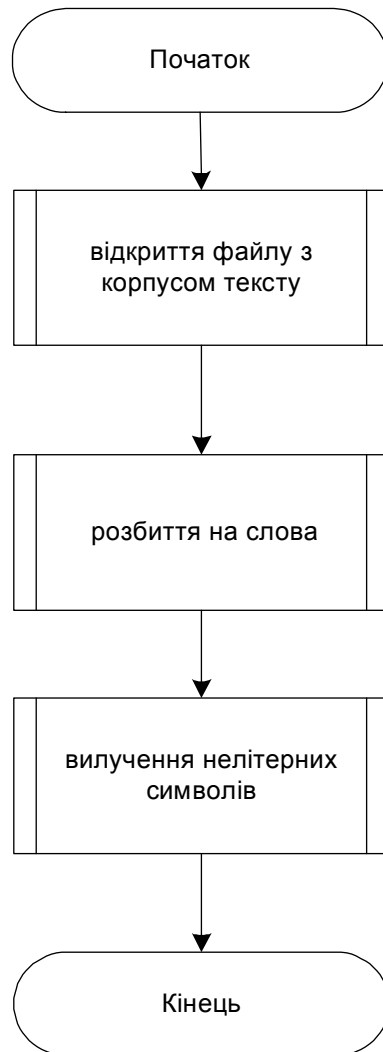 Початок
відкриття файлу з
корпусом тексту
розбиття на слова
вилучення нелітерних
символів
Кінець